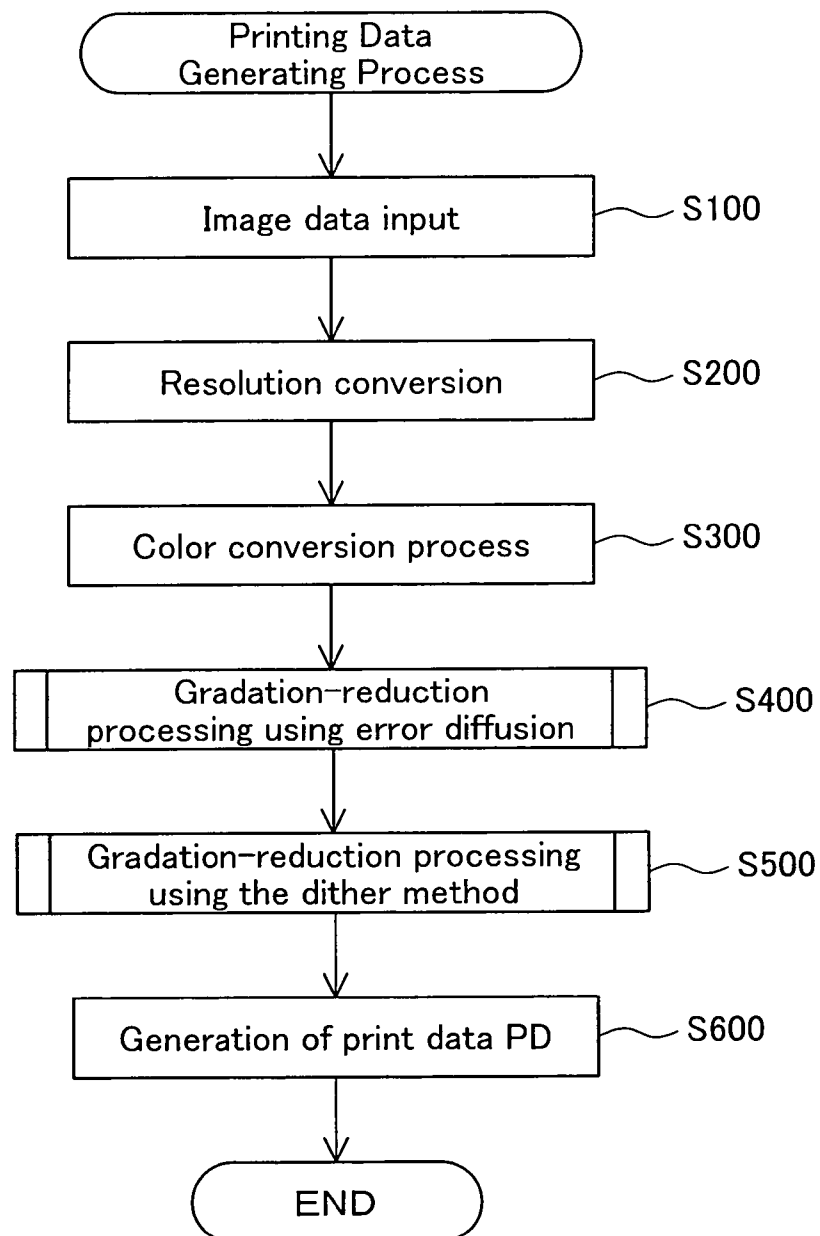 Printing Data
Generating Process
Image data input
S100
Resolution conversion
S200
Color conversion process
S300
Gradation-reduction
processing using error diffusion
S400
Gradation-reduction processing
using the dither method
S500
Generation of print data PD
S600
END